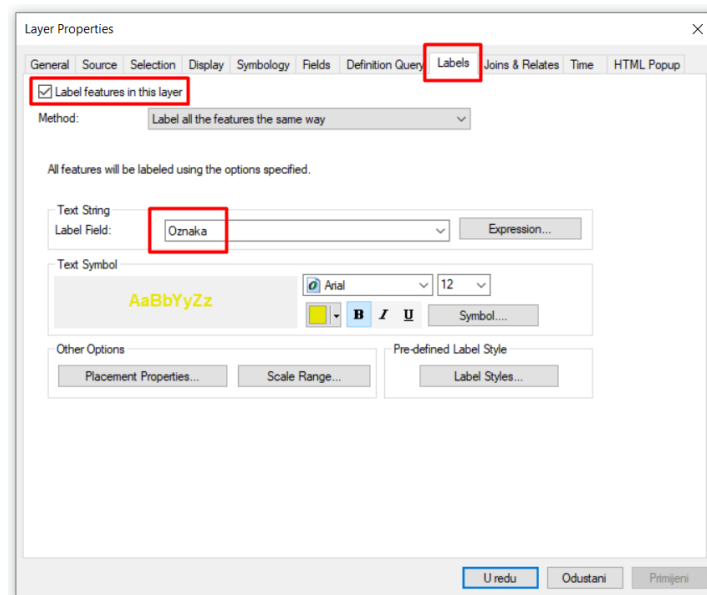 Layer Properties
General Source Selection Display Symbology Fields Definition Query Labels Joins & Relates Time HTML Popup
Label features in this layer
Method: Label all the features the same way
All features will be labeled using the options specified.
Text String
Label Field: Oznaka Expression...
Text Symbol
AaBbYyZz
Arial 12
B I U Symbol....
Other Options Pre-defined Label Style
Placement Properties... Scale Range... Label Styles...
U redu Odustani Primijeni